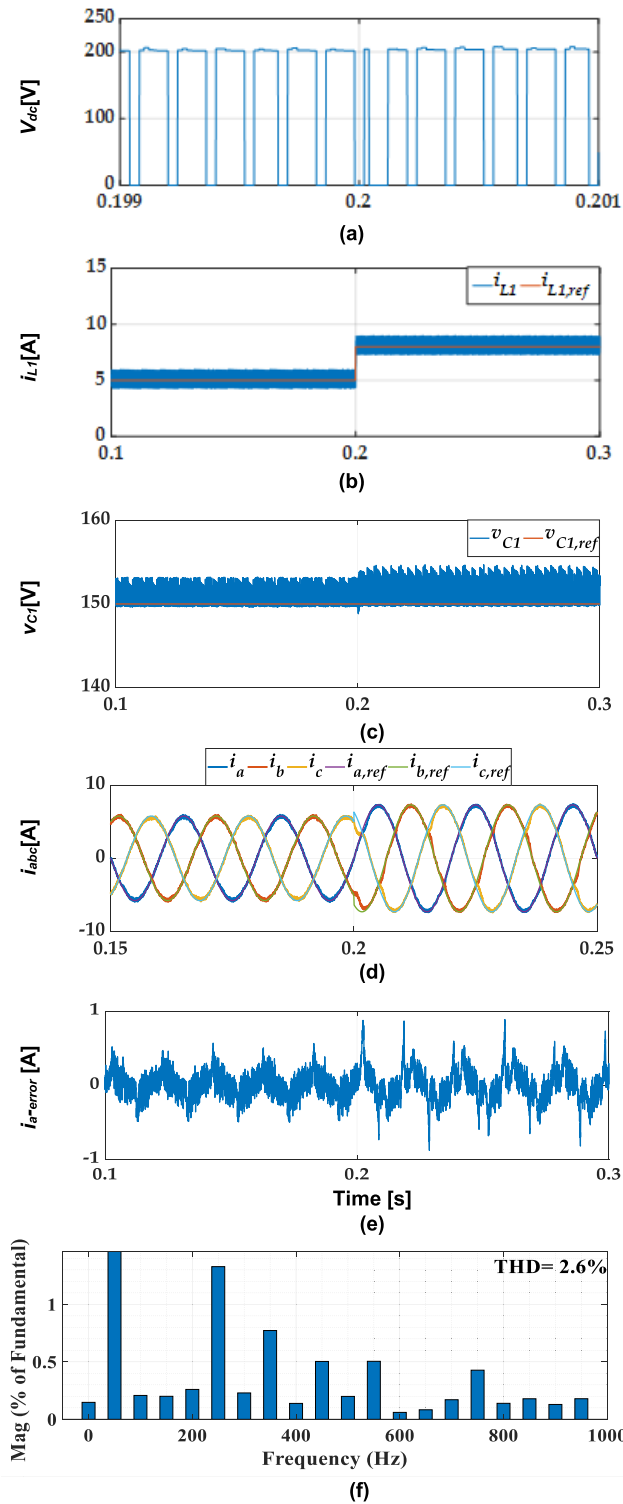 250
200
100
0
V_dc[V]
0.199 0.2 0.201
(a)
15
10
5
0
i_L1[A]
i_L1 i_L1,ref
0.1 0.2 0.3
(b)
160
150
140
v_C1[V]
v_C1 v_C1,ref
0.1 0.2 0.3
(c)
i_a i_b i_c i_a,ref i_b,ref i_c,ref
10
0
-10
i_abc[A]
0.15 0.2 0.25
(d)
1
0
-1
i_a-error [A]
0.1 0.2 0.3
Time [s]
(e)
THD= 2.6%
1
0.5
0
Mag (% of Fundamental)
0 200 400 600 800 1000
Frequency (Hz)
(f)